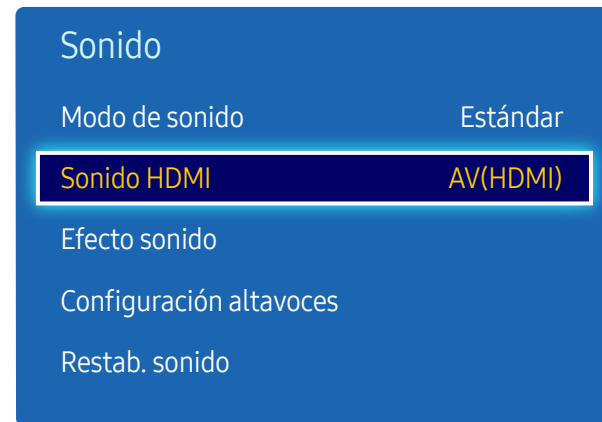 Sonido
Modo de sonido Estándar
Sonido HDMI AV(HDMI)
Efecto sonido
Configuración altavoces
Restab. sonido